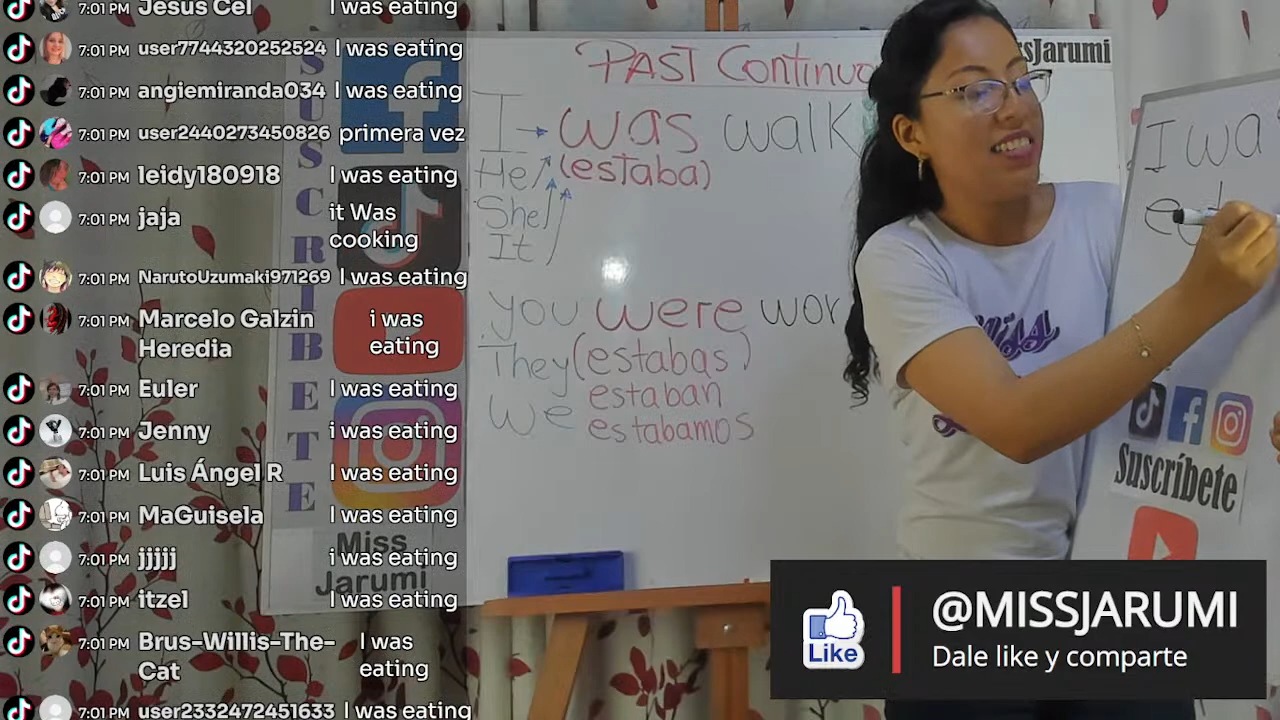 7:01 PM Jesus Cel I was eating
7:01 PM user7744320252524 I was eating
7:01 PM angiemiranda034 I was eating
7:01 PM user2440273450826 primera vez
7:01 PM leidy180918 I was eating
7:01 PM jaja it Was
cooking
7:01 PM NarutoUzumaki971269 I was eating
7:01 PM Marcelo Galzin
Heredia
i was
eating
7:01 PM Euler I was eating
7:01 PM Jenny i was eating
7:01 PM Luis Ángel R I was eating
7:01 PM MaGuisela I was eating
7:01 PM jjjjj i was eating
7:01 PM itzel I was eating
7:01 PM Brus-Willis-The-
Cat
I was
eating
7:01 PM user2332472451633 I was eating
SUSCRIBETE
Miss
Jarumi
PAST Continuo
ssJarumi
I was walk
He/ (estaba)
She/
It /
you were wor
They (estabas)
estaban
We estabamos
I was
Miss
Suscríbete
Like
@MISSJARUMI
Dale like y comparte